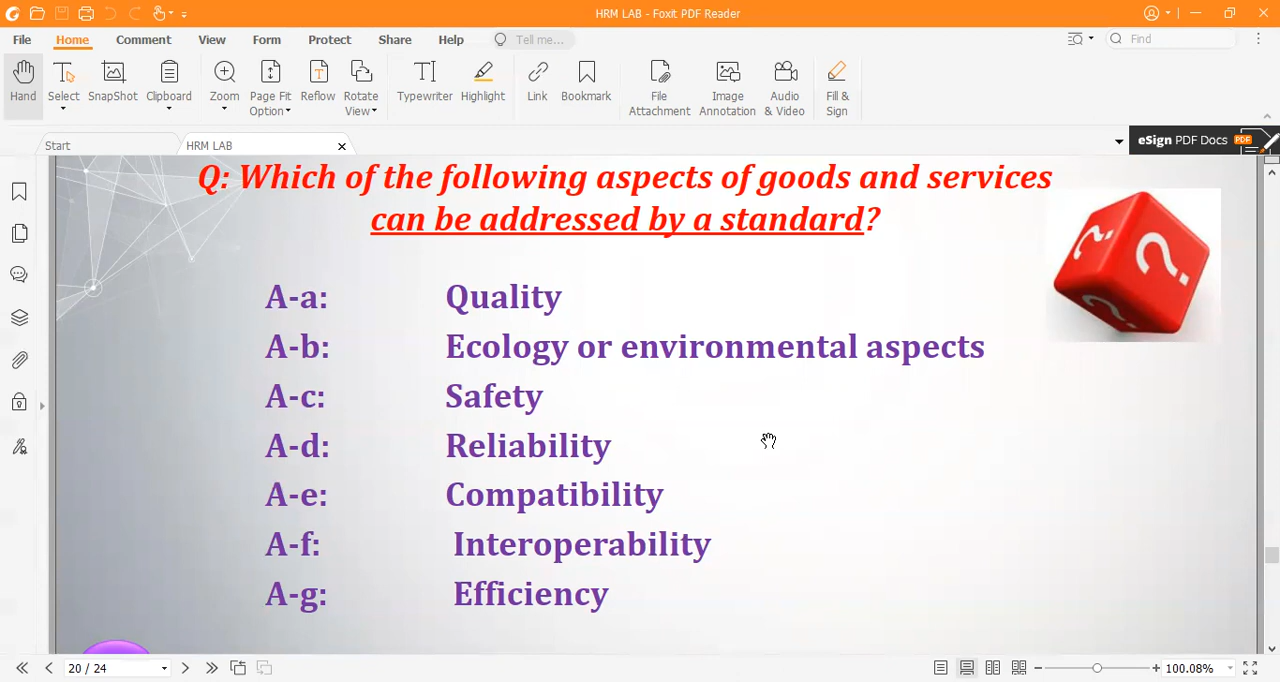 HRM LAB - Foxit PDF Reader
File Home Comment View Form Protect Share Help Tell me... Find
Hand Select SnapShot Clipboard Zoom Page Fit Option Reflow Rotate View Typewriter Highlight Link Bookmark File Attachment Image Annotation Audio & Video Fill & Sign
Start HRM LAB eSign PDF Docs PDF
Q: Which of the following aspects of goods and services
can be addressed by a standard?
A-a: Quality
A-b: Ecology or environmental aspects
A-c: Safety
A-d: Reliability
A-e: Compatibility
A-f: Interoperability
A-g: Efficiency
20 / 24 100.08%